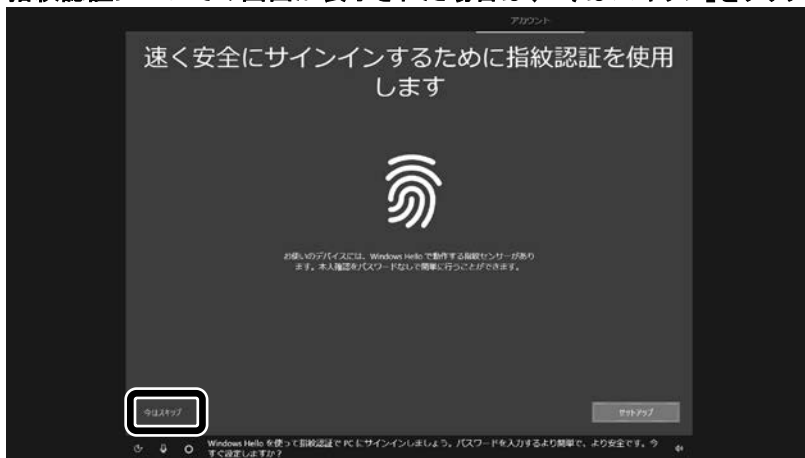 アカウント
速く安全にサインインするために指紋認証を使用
します
お使いのデバイスには、Windows Hello で動作する指紋センサーがあり
ます。本人確認をパスワードなしで簡単に行うことができます。
今はスキップ
セットアップ
Windows Hello を使って指紋認証で PC にサインインしましょう。パスワードを入力するより簡単で、より安全です。今
すぐ設定しますか?